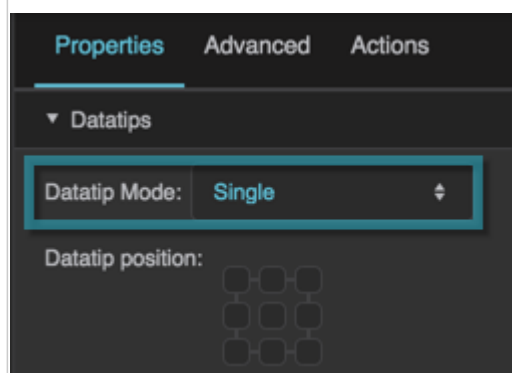 Properties Advanced Actions
Datatips
Datatip Mode: Single
Datatip position: